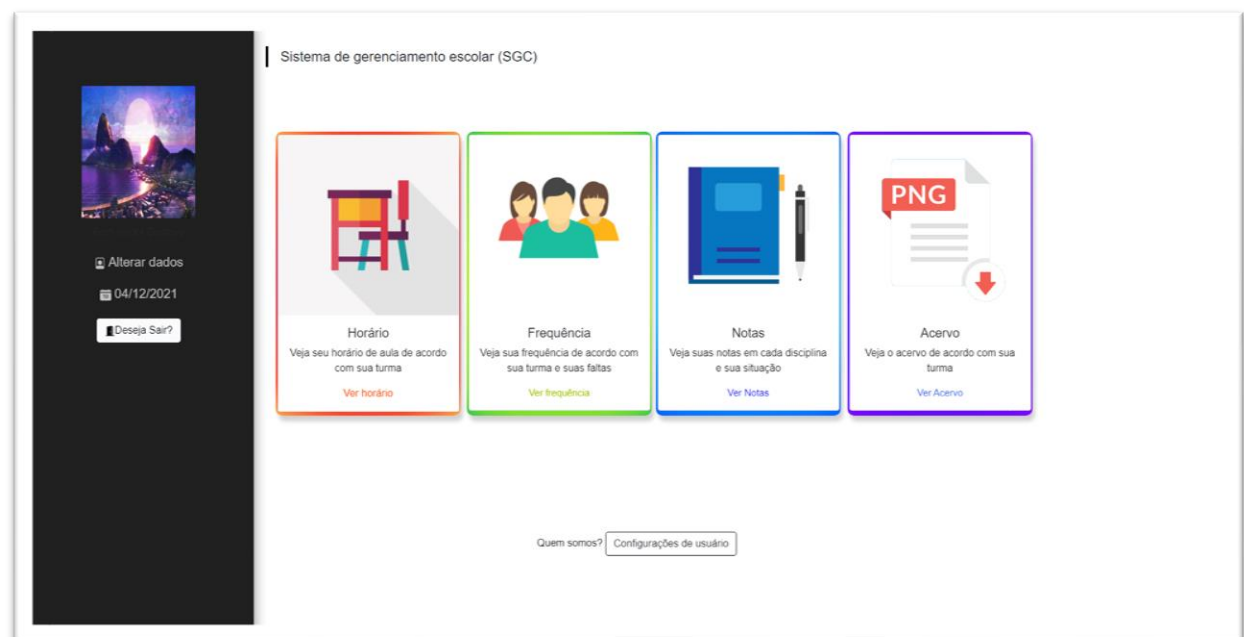 Sistema de gerenciamento escolar (SGC)
Alterar dados
04/12/2021
Deseja Sair?
Horário
Veja seu horário de aula de acordo
com sua turma
Ver horário
Frequência
Veja sua frequência de acordo com
sua turma e suas faltas
Ver frequência
Notas
Veja suas notas em cada disciplina
e sua situação
Ver Notas
PNG
Acervo
Veja o acervo de acordo com sua
turma
Ver Acervo
Quem somos? Configurações de usuário